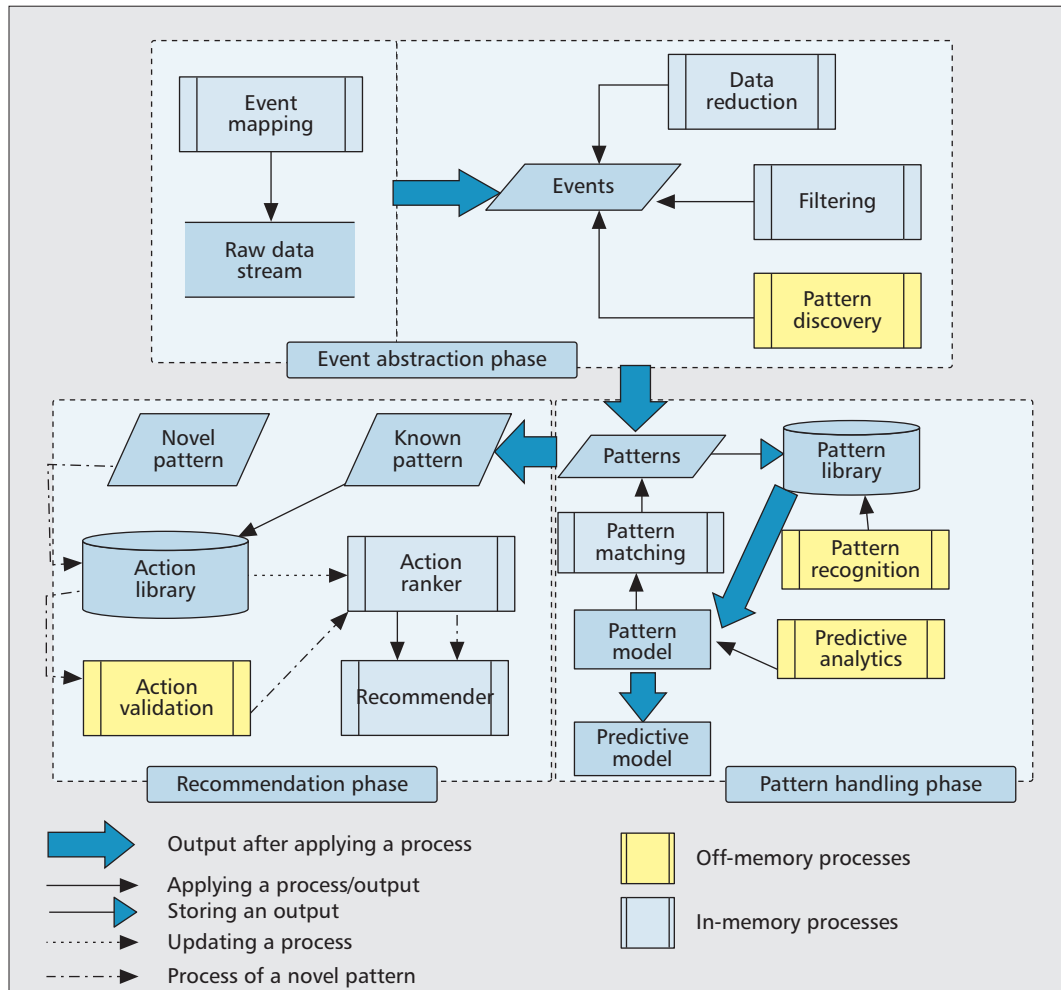 Event
mapping
Raw data
stream
Data
reduction
Events
Filtering
Pattern
discovery
Event abstraction phase
Novel
pattern
Known
pattern
Action
library
Action
ranker
Action
validation
Recommender
Recommendation phase
Patterns
Pattern
library
Pattern
matching
Pattern
recognition
Pattern
model
Predictive
analytics
Predictive
model
Pattern handling phase
Output after applying a process
Applying a process/output
Storing an output
Updating a process
Process of a novel pattern
Off-memory processes
In-memory processes